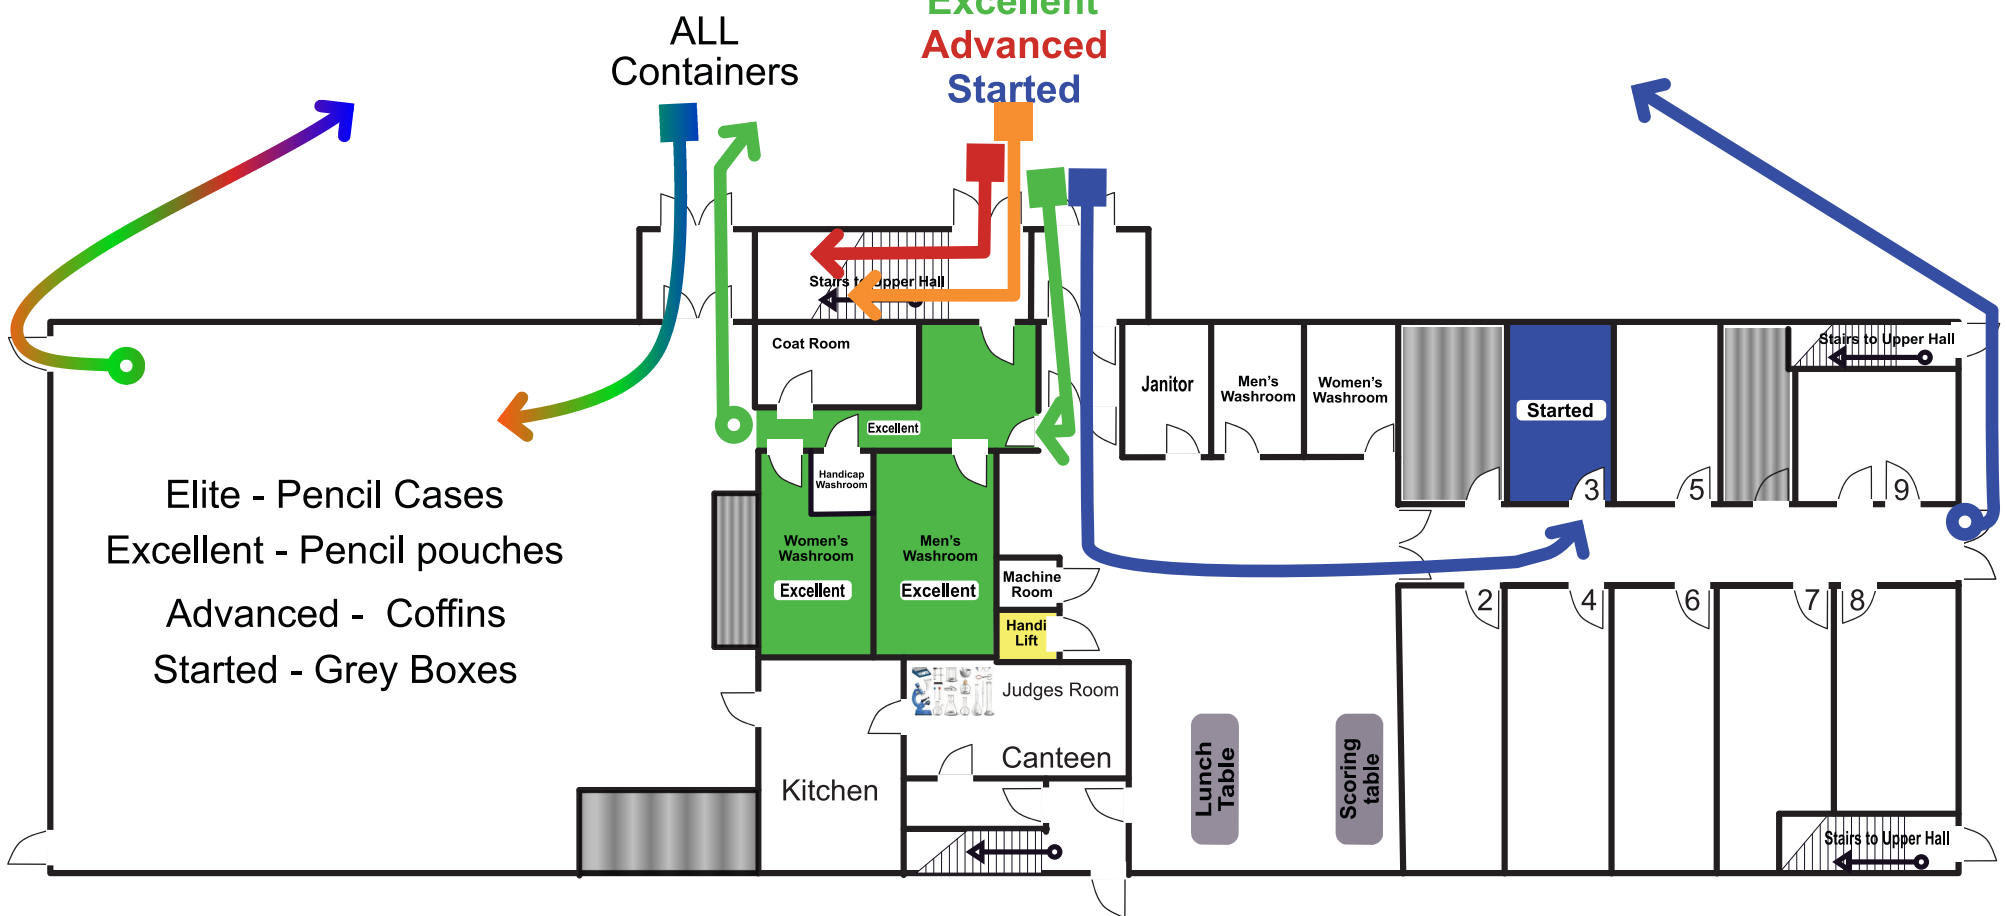 Excellent
Advanced
Started
ALL
Containers
Stairs to Upper Hall
Coat Room
Excellent
Handicap
Washroom
Women's
Washroom
Excellent
Men's
Washroom
Excellent
Machine
Room
Handi
Lift
Janitor
Men's
Washroom
Women's
Washroom
Started
Stairs to Upper Hall
3
5
9
2
4
6
7
8
Elite - Pencil Cases
Excellent - Pencil pouches
Advanced - Coffins
Started - Grey Boxes
Judges Room
Canteen
Kitchen
Lunch
Table
Scoring
table
Stairs to Upper Hall